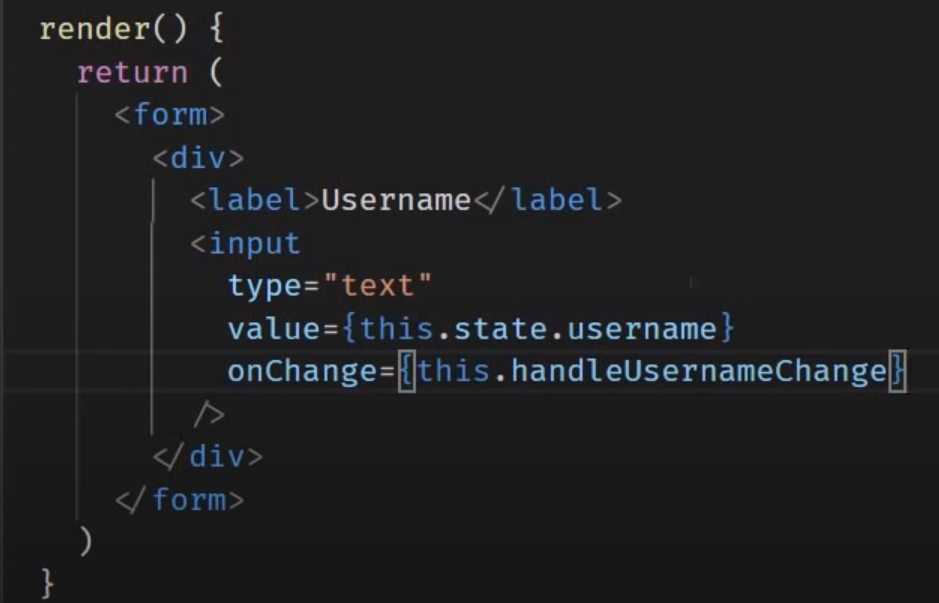 render() {
return (
<form>
<div>
<label>Username</label>
<input
type="text"
value={this.state.username}
onChange={this.handleUsernameChange}
/>
</div>
</form>
)
}